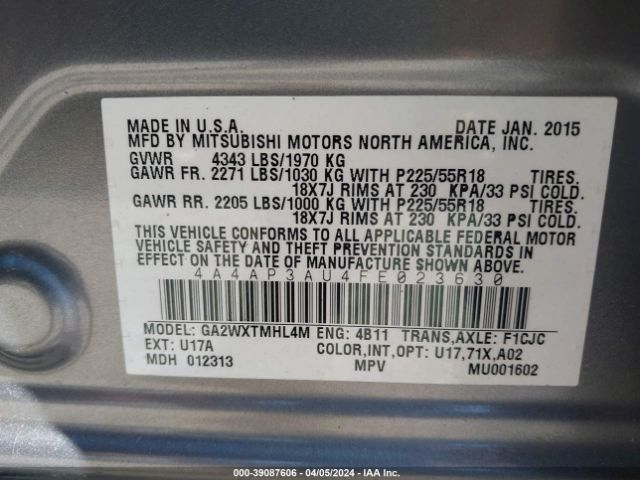 MADE IN U.S.A. DATE JAN. 2015
MFD BY MITSUBISHI MOTORS NORTH AMERICA, INC.
GVWR 4343 LBS/1970 KG
GAWR FR. 2271 LBS/1030 KG WITH P225/55R18 TIRES.
18X7J RIMS AT 230 KPA/33 PSI COLD.
GAWR RR. 2205 LBS/1000 KG WITH P225/55R18 TIRES.
18X7J RIMS AT 230 KPA/33 PSI COLD.
THIS VEHICLE CONFORMS TO ALL APPLICABLE FEDERAL MOTOR
VEHICLE SAFETY AND THEFT PREVENTION STANDARDS IN
EFFECT ON THE DATE OF MANUFACTURE SHOWN ABOVE.
4A4AP3AU4FE023630
MODEL: GA2WXTMHL4M ENG: 4B11 TRANS,AXLE: F1CJC
EXT: U17A COLOR,INT,OPT: U17,71X,A02
MDH 012313 MPV MU001602
000-39087606 - 04/05/2024 - IAA Inc.